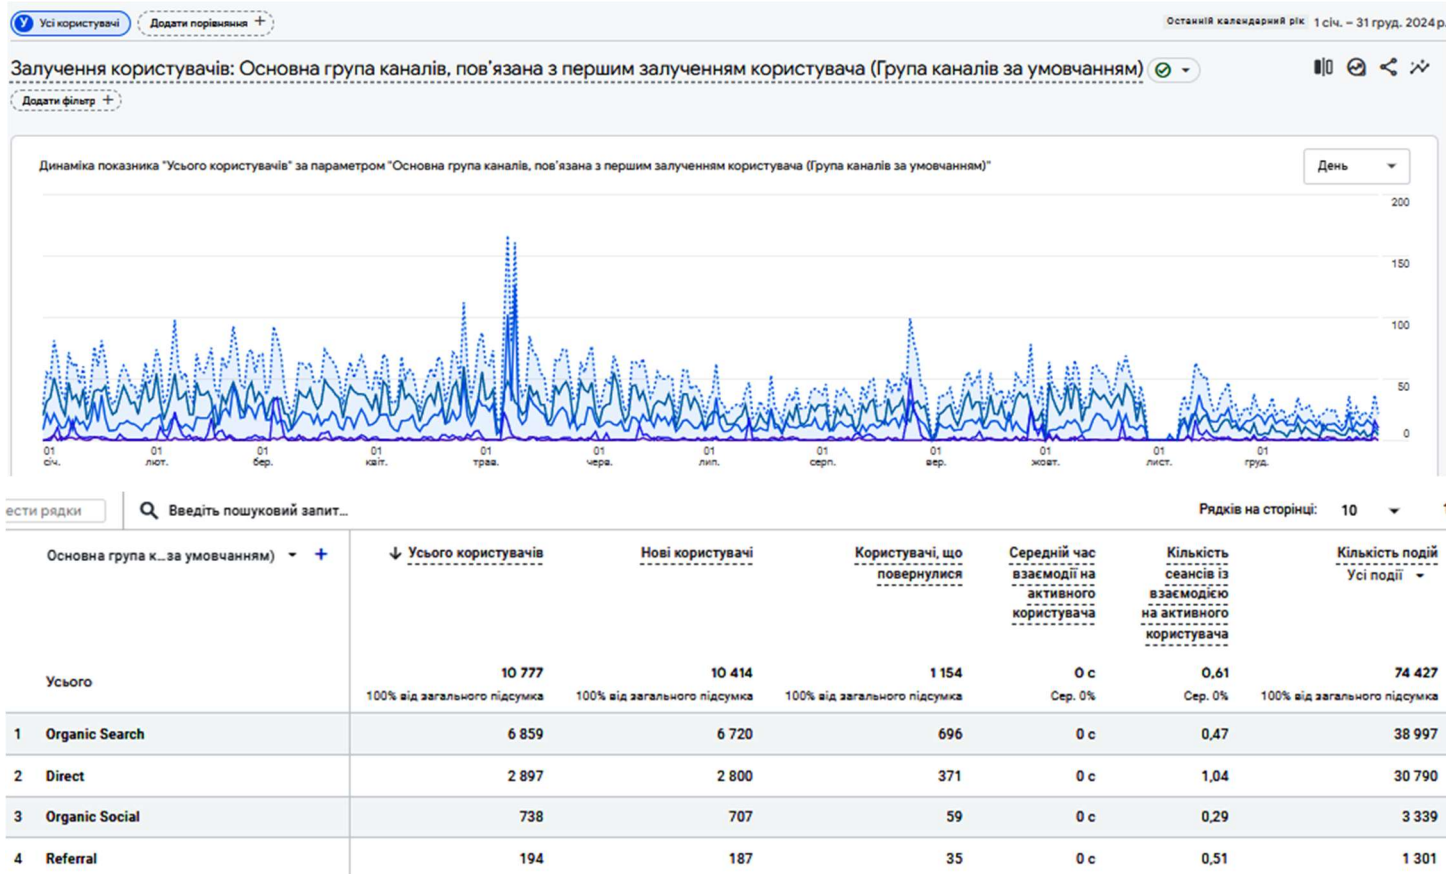 У Усі користувачі Додати порівняння + Останній календарний рік 1 січ. – 31 груд. 2024 р.
Залучення користувачів: Основна група каналів, пов’язана з першим залученням користувача (Група каналів за умовчанням)
Додати фільтр +
Динаміка показника "Усього користувачів" за параметром "Основна група каналів, пов’язана з першим залученням користувача (Група каналів за умовчанням)" День
200
150
100
50
0
01 01 01 01 01 01 01 01 01 01 01 01
січ. лют. бер. квіт. трав. черв. лип. серп. вер. жовт. лист. груд.
ести рядки Введіть пошуковий запит... Рядків на сторінці: 10
Основна група к...за умовчанням) + ↓ Усього користувачів Нові користувачі Користувачі, що Середній час Кількість Кількість подій
повернулися взаємодії на сеансів із Усі події
активного взаємодією
користувача на активного
користувача
Усього 10 777 10 414 1 154 0 с 0,61 74 427
100% від загального підсумка 100% від загального підсумка 100% від загального підсумка Сер. 0% Сер. 0% 100% від загального підсумка
1 Organic Search 6 859 6 720 696 0 с 0,47 38 997
2 Direct 2 897 2 800 371 0 с 1,04 30 790
3 Organic Social 738 707 59 0 с 0,29 3 339
4 Referral 194 187 35 0 с 0,51 1 301